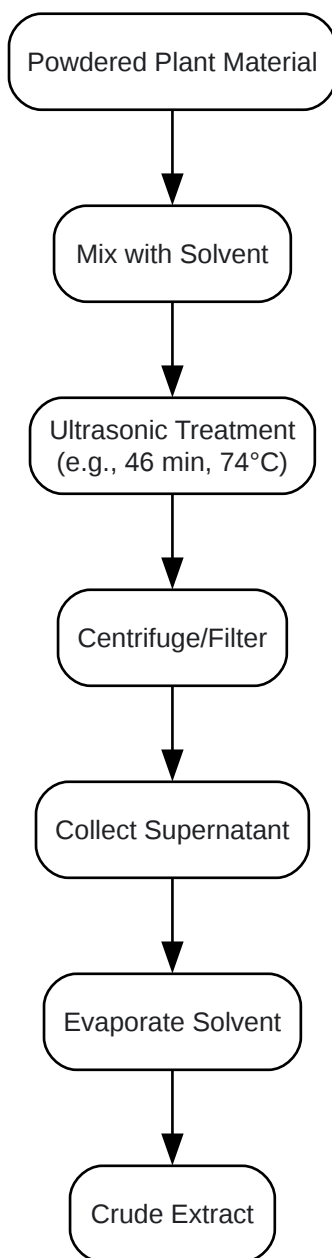 Powdered Plant Material
Mix with Solvent
Ultrasonic Treatment
(e.g., 46 min, 74°C)
Centrifuge/Filter
Collect Supernatant
Evaporate Solvent
Crude Extract